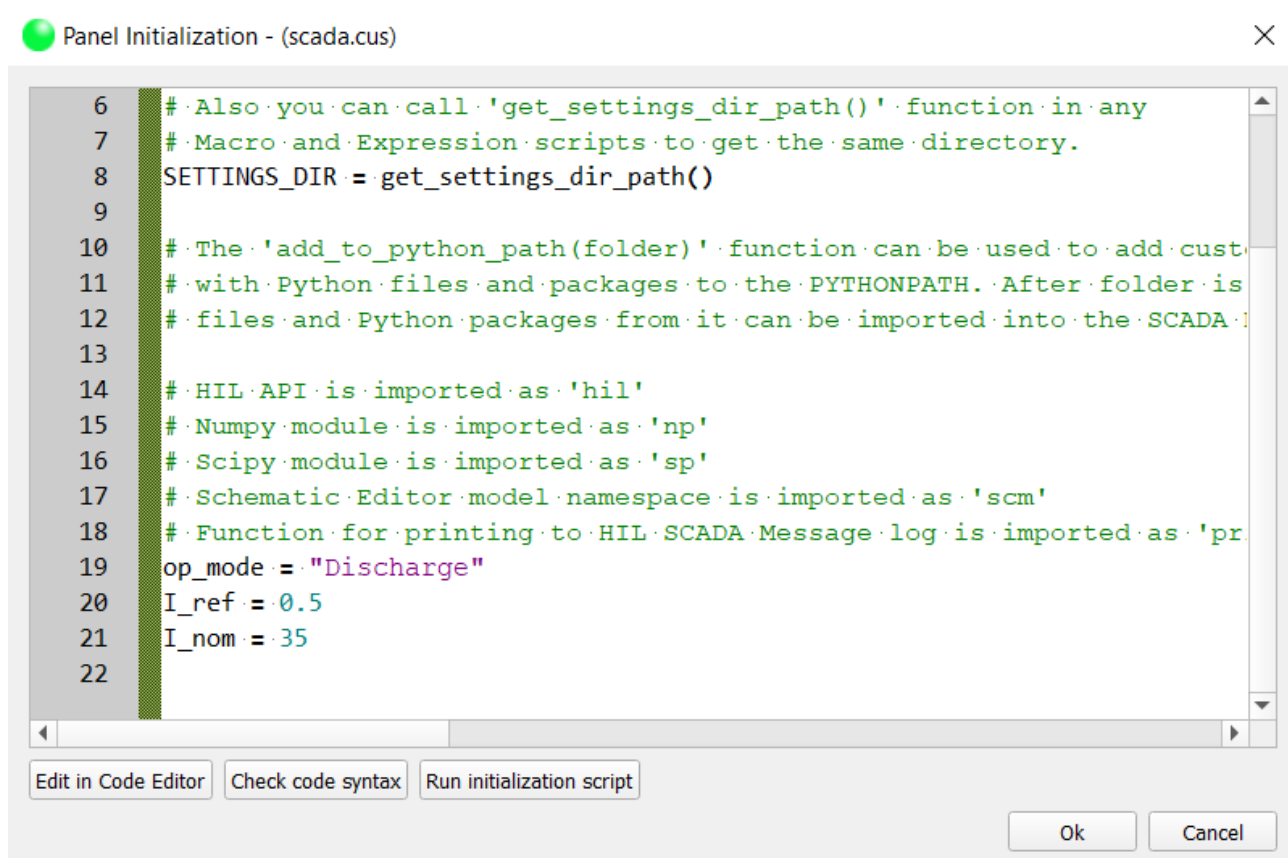 Panel Initialization - (scada.cus)
6 # Also you can call 'get_settings_dir_path()' function in any
7 # Macro and Expression scripts to get the same directory.
8 SETTINGS_DIR = get_settings_dir_path()
9
10 # The 'add_to_python_path(folder)' function can be used to add cust
11 # with Python files and packages to the PYTHONPATH. After folder is
12 # files and Python packages from it can be imported into the SCADA
13
14 # HIL API is imported as 'hil'
15 # Numpy module is imported as 'np'
16 # Scipy module is imported as 'sp'
17 # Schematic Editor model namespace is imported as 'scm'
18 # Function for printing to HIL SCADA Message log is imported as 'pr
19 op_mode = "Discharge"
20 I_ref = 0.5
21 I_nom = 35
22
Edit in Code Editor Check code syntax Run initialization script
Ok Cancel